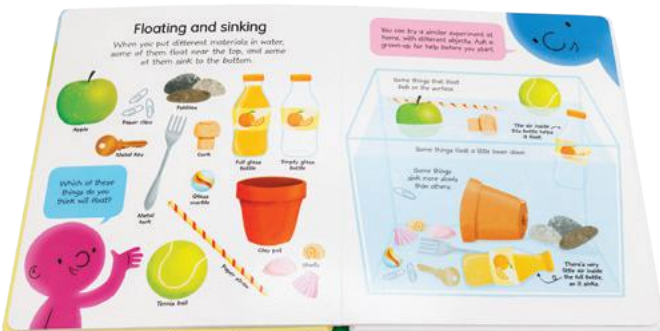 Floating and sinking
When you put different materials in water,
some of them float near the top, and some
of them sink to the bottom.
Apple
Paper clips
Pebbles
Metal key
Cork
Full glass
bottle
Empty glass
bottle
Which of these
things do you
think will float?
Metal
fork
Glass
marble
Clay pot
Paper straw
Shells
Tennis ball
You can try a similar experiment at
home, with different objects. Ask a
grown-up for help before you start.
Some things that float
bob on the surface.
The air inside
this bottle helps
it float.
Some things float a little lower down.
Some things
sink more slowly
than others.
There's very
little air inside
the full bottle,
so it sinks.